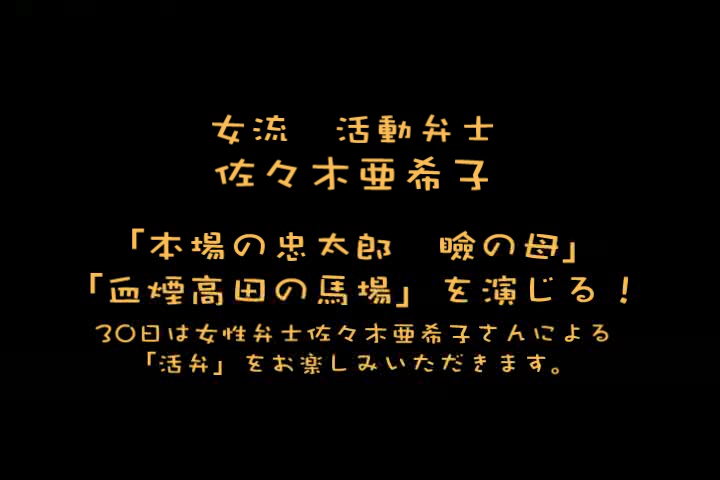 女流　活動弁士
佐々木亜希子
「本場の忠太郎　瞼の母」
「血煙高田の馬場」を演じる！
30日は女性弁士佐々木亜希子さんによる
「活弁」をお楽しみいただきます。